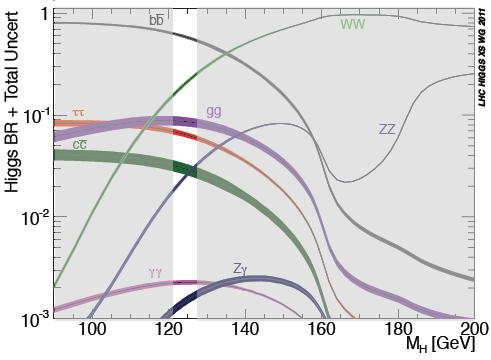 Higgs BR + Total Uncert
LHC HIGGS XS WG 2011
1
10⁻¹
10⁻²
10⁻³
bb̅
WW
ττ
gg
cc̅
ZZ
γγ
Zγ
100 120 140 160 180 200
M_H [GeV]